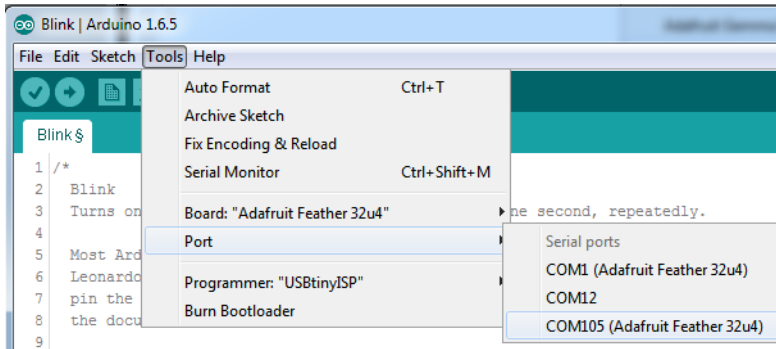 Blink | Arduino 1.6.5
File Edit Sketch Tools Help
Auto Format Ctrl+T
Archive Sketch
Fix Encoding & Reload
Serial Monitor Ctrl+Shift+M
Board: "Adafruit Feather 32u4"
Port
Programmer: "USBtinyISP"
Burn Bootloader
Serial ports
COM1 (Adafruit Feather 32u4)
COM12
COM105 (Adafruit Feather 32u4)
Blink §
1 /*
2 Blink
3 Turns on ne second, repeatedly.
4
5 Most Ard
6 Leonardo
7 pin the
8 the docu
9